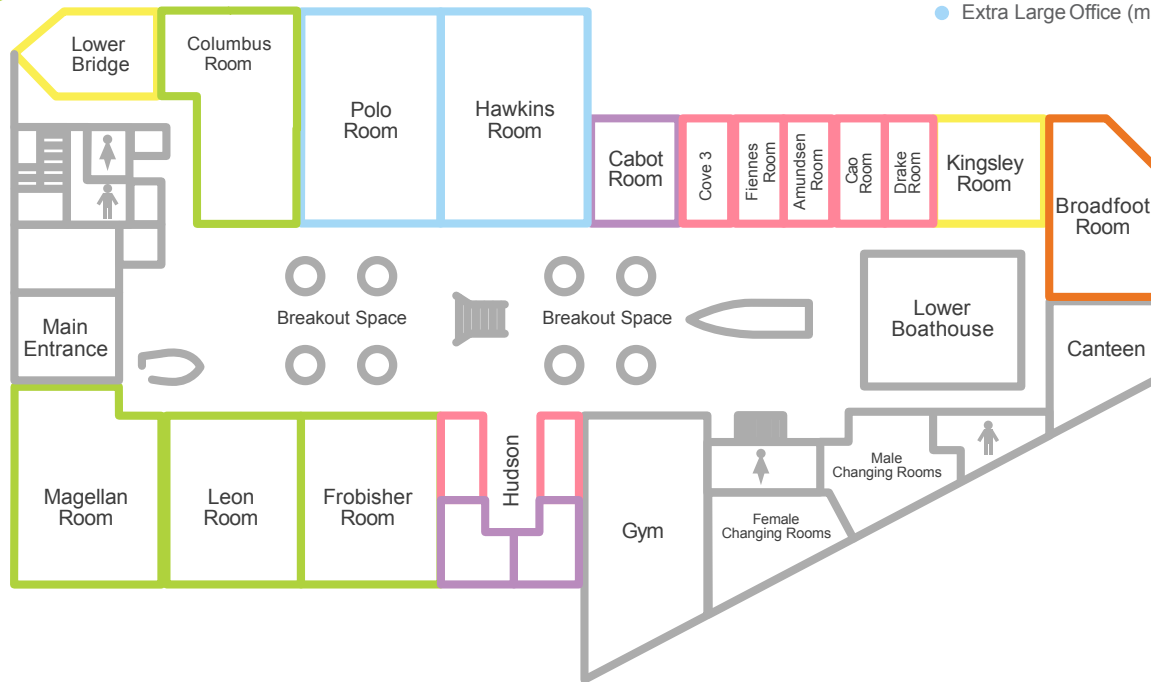 Extra Large Office (m
Lower
Bridge
Columbus
Room
Polo
Room
Hawkins
Room
Cabot
Room
Cove 3
Fiennes
Room
Amundsen
Room
Cao
Room
Drake
Room
Kingsley
Room
Broadfoot
Room
Breakout Space
Breakout Space
Lower
Boathouse
Main
Entrance
Canteen
Magellan
Room
Leon
Room
Frobisher
Room
Hudson
Gym
Male
Changing Rooms
Female
Changing Rooms